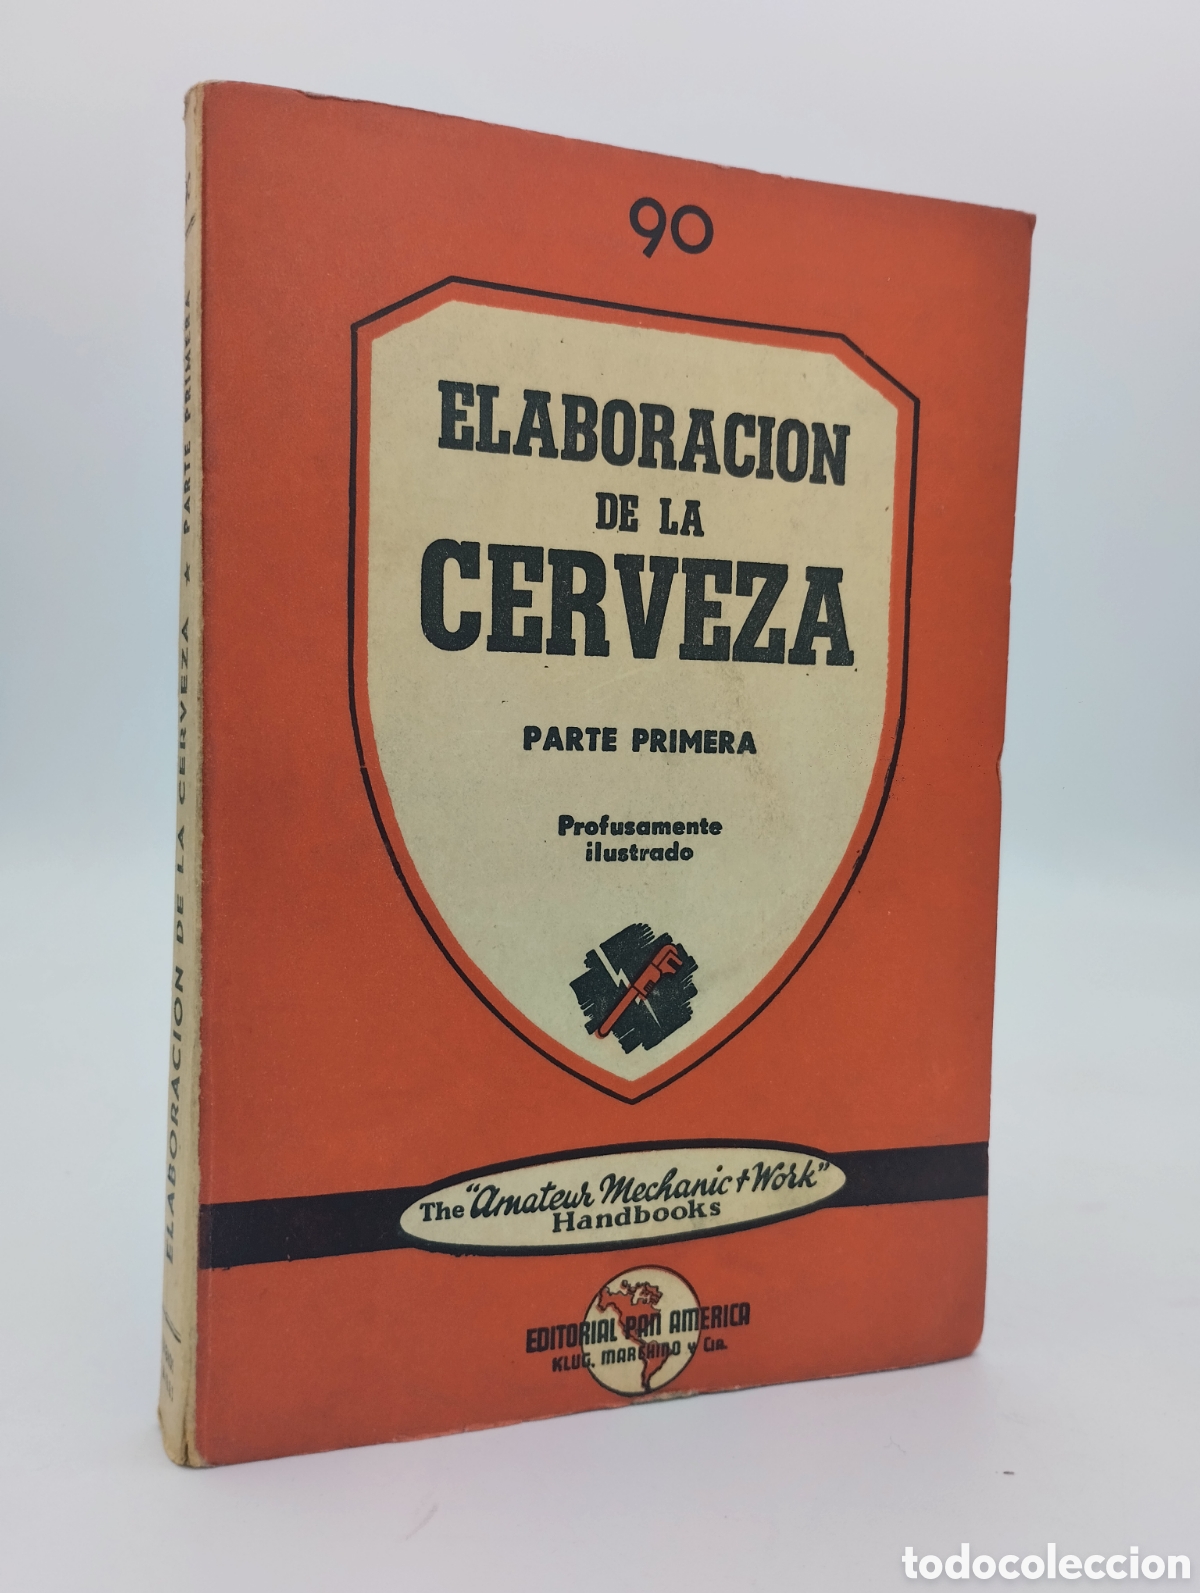 90
ELABORACION
DE LA
CERVEZA
PARTE PRIMERA
Profusamente
ilustrado
The "Amateur Mechanic + Work"
Handbooks
EDITORIAL PAN AMERICA
KLUG, MARCHINO Y CIA.
ELABORACION DE LA CERVEZA ★ PARTE PRIMERA
todocoleccion